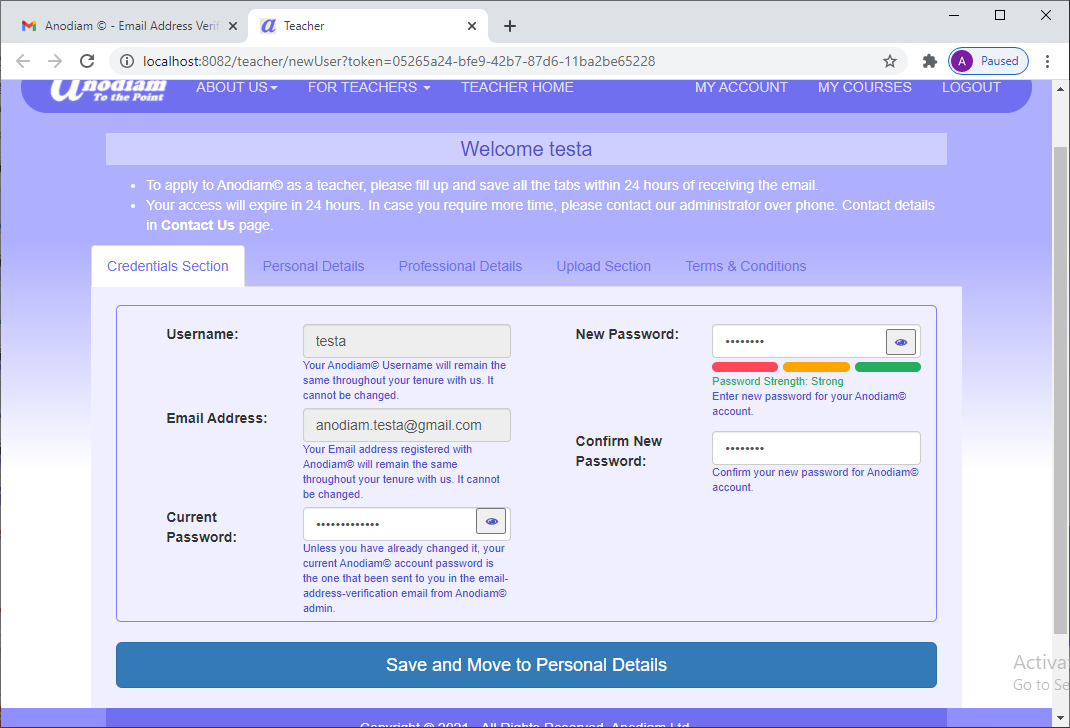 Anodiam © - Email Address Verif
Teacher
localhost:8082/teacher/newUser?token=05265a24-bfe9-42b7-87d6-11ba2be65228
A
Paused
Anodiam
To the Point
ABOUT US
FOR TEACHERS
TEACHER HOME
MY ACCOUNT
MY COURSES
LOGOUT
Welcome testa
• To apply to Anodiam© as a teacher, please fill up and save all the tabs within 24 hours of receiving the email.
• Your access will expire in 24 hours. In case you require more time, please contact our administrator over phone. Contact details
in Contact Us page.
Credentials Section
Personal Details
Professional Details
Upload Section
Terms & Conditions
Username:
testa
Your Anodiam© Username will remain the
same throughout your tenure with us. It
cannot be changed.
Email Address:
anodiam.testa@gmail.com
Your Email address registered with
Anodiam© will remain the same
throughout your tenure with us. It cannot
be changed.
Current
Password:
•••••••••••••
Unless you have already changed it, your
current Anodiam© account password is
the one that been sent to you in the email-
address-verification email from Anodiam©
admin.
New Password:
••••••••
Password Strength: Strong
Enter new password for your Anodiam©
account.
Confirm New
Password:
••••••••
Confirm your new password for Anodiam©
account.
Save and Move to Personal Details
Activa
Go to Se
Copyright © 2021 - All Rights Reserved, Anodiam Ltd